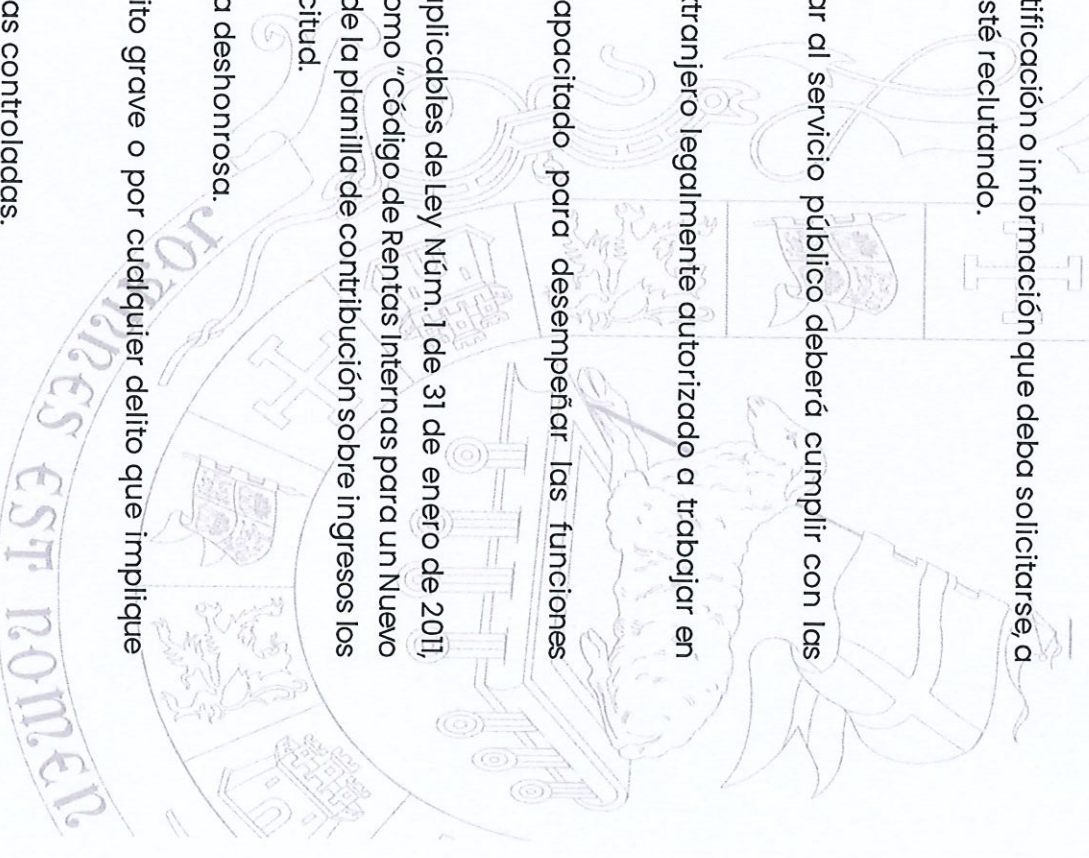 tificación o información que deba solicitarse, a
sté reclutando.
ar al servicio público deberá cumplir con las
tranjero legalmente autorizado a trabajar en
apacitado para desempeñar las funciones
plicables de Ley Núm. 1 de 31 de enero de 2011,
omo "Código de Rentas Internas para un Nuevo
de la planilla de contribución sobre ingresos los
citud.
a deshonrosa.
ito grave o por cualquier delito que implique
as controladas.
JOANNES EST NOMEN